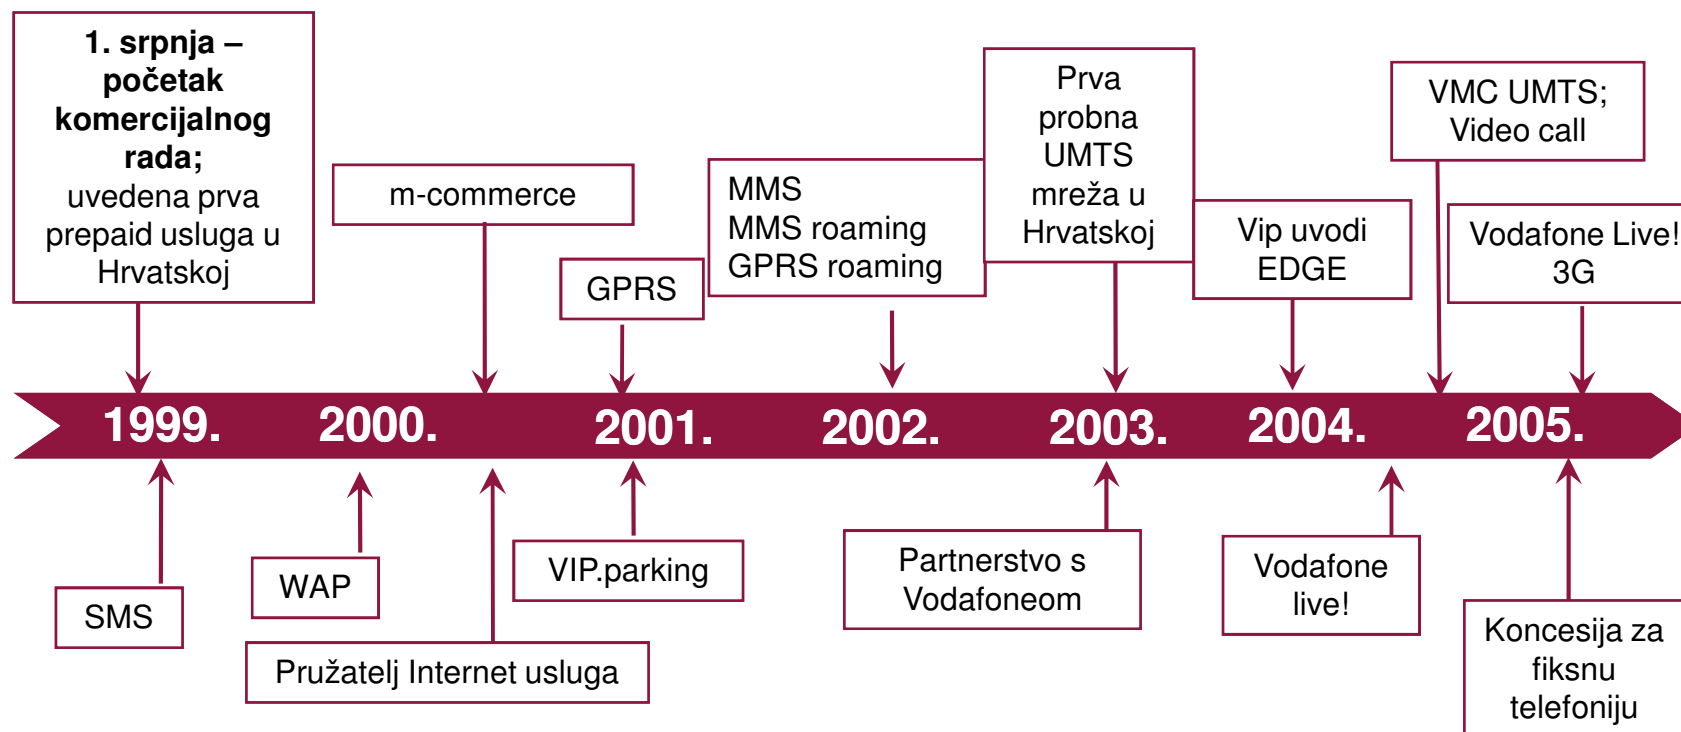 1. srpnja –
početak
komercijalnog
rada;
uvedena prva
prepaid usluga u
Hrvatskoj
m-commerce
GPRS
MMS
MMS roaming
GPRS roaming
Prva
probna
UMTS
mreža u
Hrvatskoj
Vip uvodi
EDGE
VMC UMTS;
Video call
Vodafone Live!
3G
1999.
2000.
2001.
2002.
2003.
2004.
2005.
SMS
WAP
Pružatelj Internet usluga
VIP.parking
Partnerstvo s
Vodafoneom
Vodafone
live!
Koncesija za
fiksnu
telefoniju